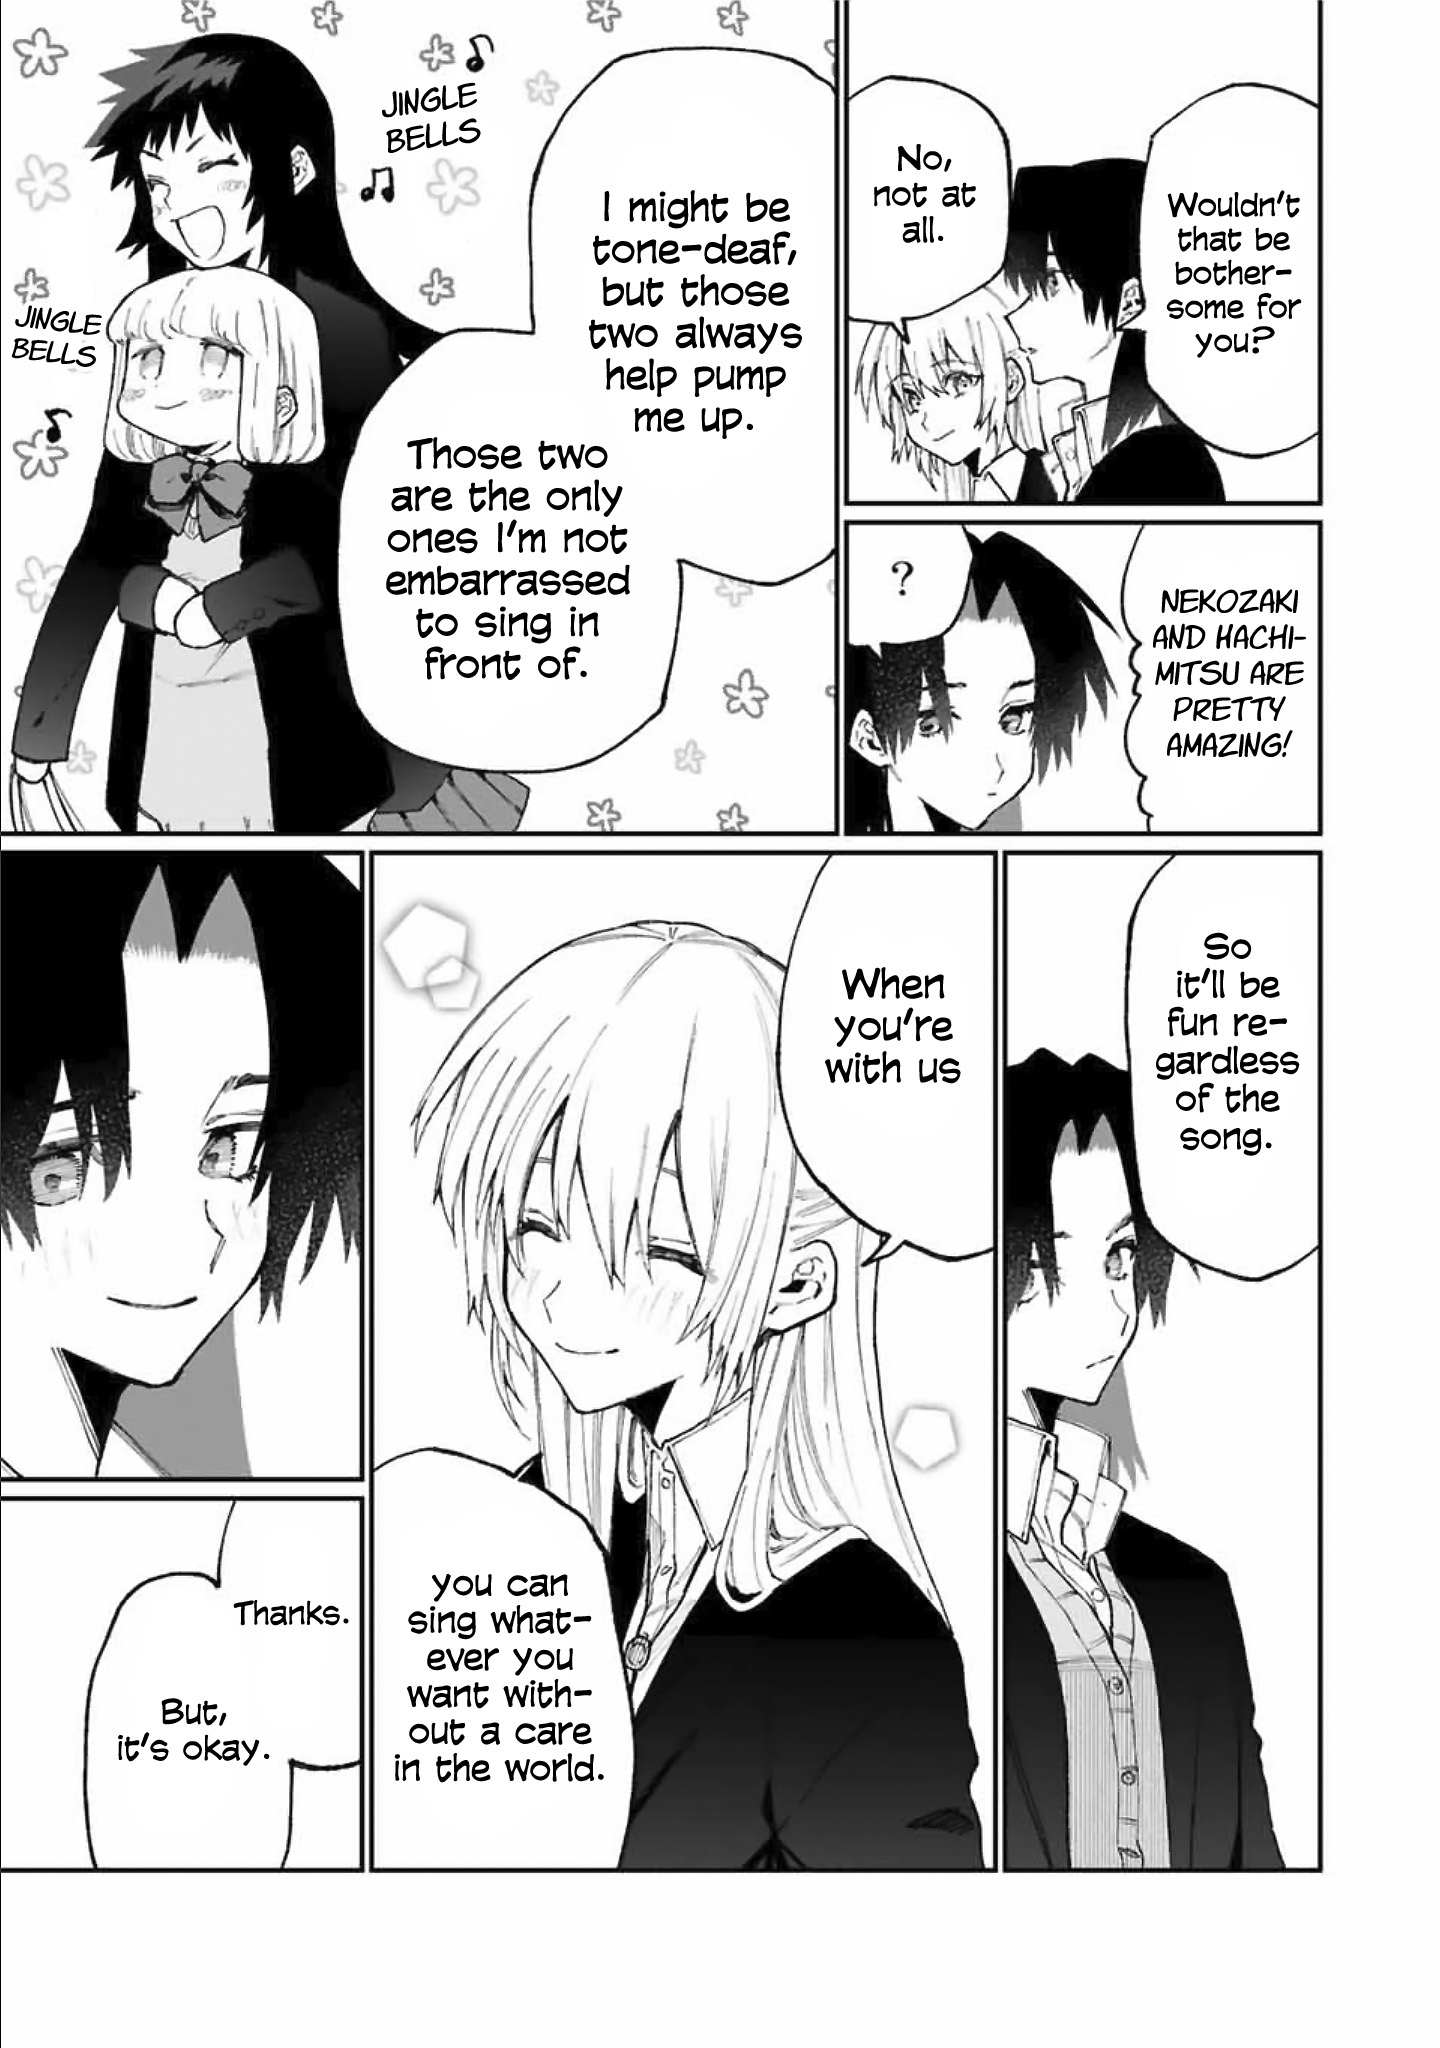 Wouldn't
that be
bother-
some for
you?
No,
not at
all.
NEKOZAKI
AND HACHI-
MITSU ARE
PRETTY
AMAZING!
?
I might be
tone-deaf,
but those
two always
help pump
me up.
Those two
are the only
ones I'm not
embarrassed
to sing in
front of.
JINGLE
BELLS
JINGLE
BELLS
So
it'll be
fun re-
gardless
of the
song.
When
you're
with us
you can
sing what-
ever you
want with-
out a care
in the world.
Thanks.
But,
it's okay.